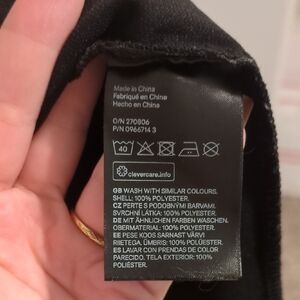 Made in China
Fabriqué en Chine
Hecho en China
O/N 270806
P/N 0966714 3
40
clevercare.info
GB WASH WITH SIMILAR COLOURS.
SHELL: 100% POLYESTER.
CZ PERTE S PODOBNÝMI BARVAMI.
SVRCHNÍ LÁTKA: 100% POLYESTER.
DE MIT ÄHNLICHEN FARBEN WASCHEN.
OBERMATERIAL: 100% POLYESTER.
EE PESE KOOS SARNAST VÄRVI
RIIETEGA. ÜMBRIS: 100% POLÜESTER.
ES LAVAR CON PRENDAS DE COLOR
PARECIDO. TELA EXTERIOR: 100%
POLIÉSTER.